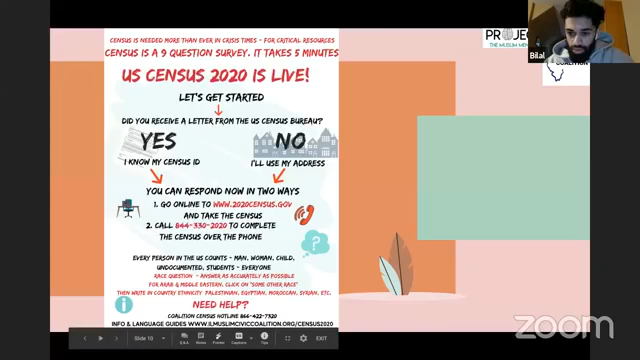 CENSUS IS NEEDED MORE THAN EVER IN CRISIS TIMES - FOR CRITICAL RESOURCES
CENSUS IS A 9 QUESTION SURVEY. IT TAKES 5 MINUTES
US CENSUS 2020 IS LIVE!
LET'S GET STARTED
DID YOU RECEIVE A LETTER FROM THE US CENSUS BUREAU?
YES
NO
I KNOW MY CENSUS ID
I'LL USE MY ADDRESS
YOU CAN RESPOND NOW IN TWO WAYS
1. GO ONLINE TO WWW.2020CENSUS.GOV
AND TAKE THE CENSUS
2. CALL 844-330-2020 TO COMPLETE
THE CENSUS OVER THE PHONE
EVERY PERSON IN THE US COUNTS - MAN, WOMAN, CHILD,
UNDOCUMENTED, STUDENTS - EVERYONE
RACE QUESTION - ANSWER AS ACCURATELY AS POSSIBLE
FOR ARAB & MIDDLE EASTERN, CLICK ON "SOME OTHER RACE"
THEN WRITE IN COUNTRY ETHNICITY PALESTINIAN, EGYPTIAN, MOROCCAN, SYRIAN, ETC.
NEED HELP?
COALITION CENSUS HOTLINE 866-422-7320
INFO & LANGUAGE GUIDES WWW.ILMUSLIMCIVICCOALITION.ORG/CENSUS2020
PROJE
THE MUSLIM MEN
COALITION
Bilal
Slide 10
Q&A
Notes
Pointer
Captions
Tips
EXIT
zoom